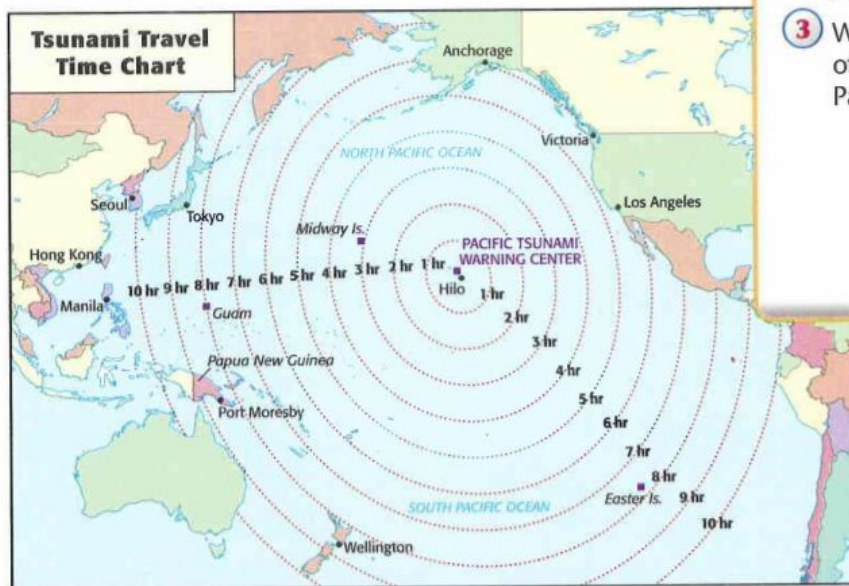 Tsunami Travel
Time Chart
3 W
of
Pa
Anchorage
NORTH PACIFIC OCEAN
Victoria
Seoul
Tokyo
Los Angeles
Midway Is.
PACIFIC TSUNAMI
WARNING CENTER
Hong Kong
10 hr 9 hr 8 hr 7 hr 6 hr 5 hr 4 hr 3 hr 2 hr 1 hr
Hilo
1 hr
Manila
Guam
2 hr
3 hr
Papua New Guinea
4 hr
Port Moresby
5 hr
6 hr
7 hr
8 hr
Easter Is.
9 hr
SOUTH PACIFIC OCEAN
10 hr
Wellington